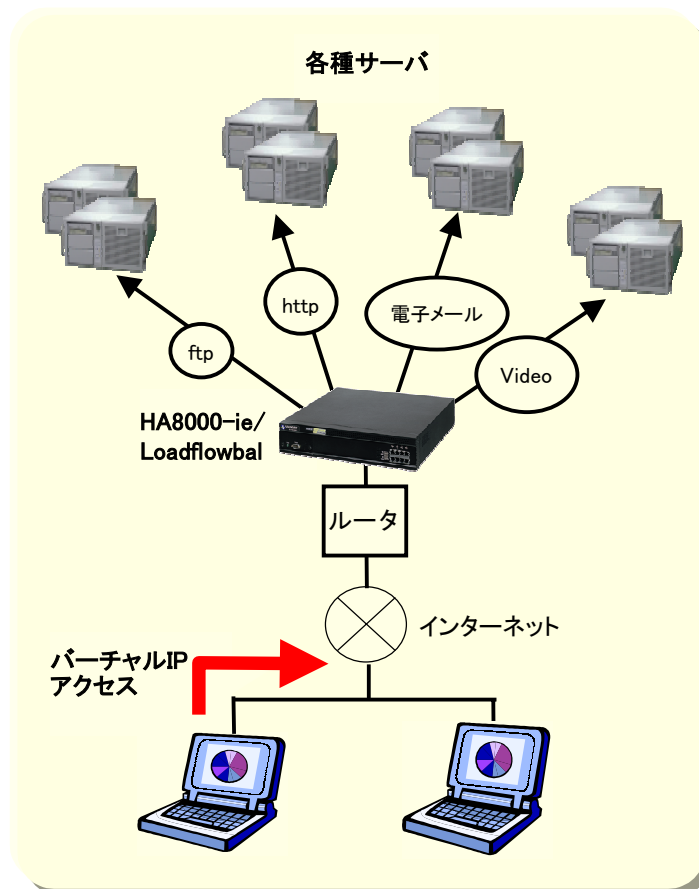 各種サーバ
http
電子メール
ftp
Video
HA8000-ie/
Loadflowbal
ルータ
インターネット
バーチャルIP
アクセス